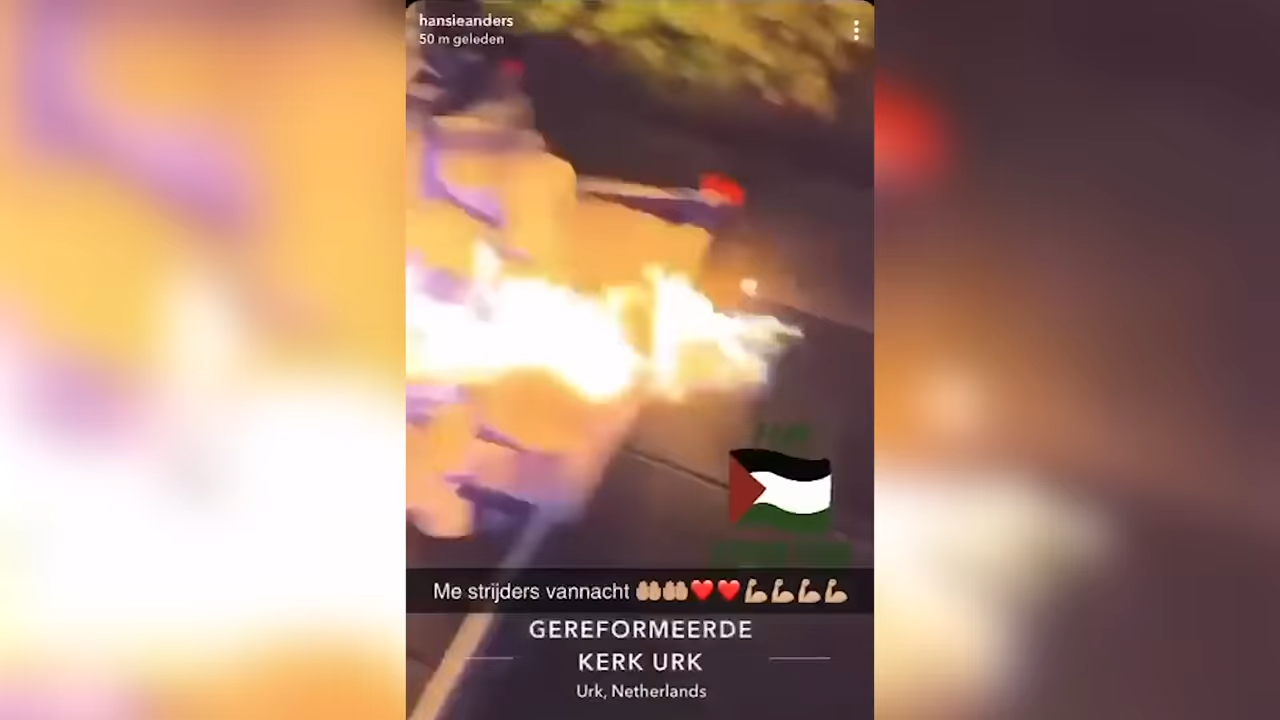 hansieanders
50 m geleden
Me strijders vannacht 🤲🏼🤲🏼❤️❤️💪🏼💪🏼💪🏼💪🏼
GEREFORMEERDE
KERK URK
Urk, Netherlands